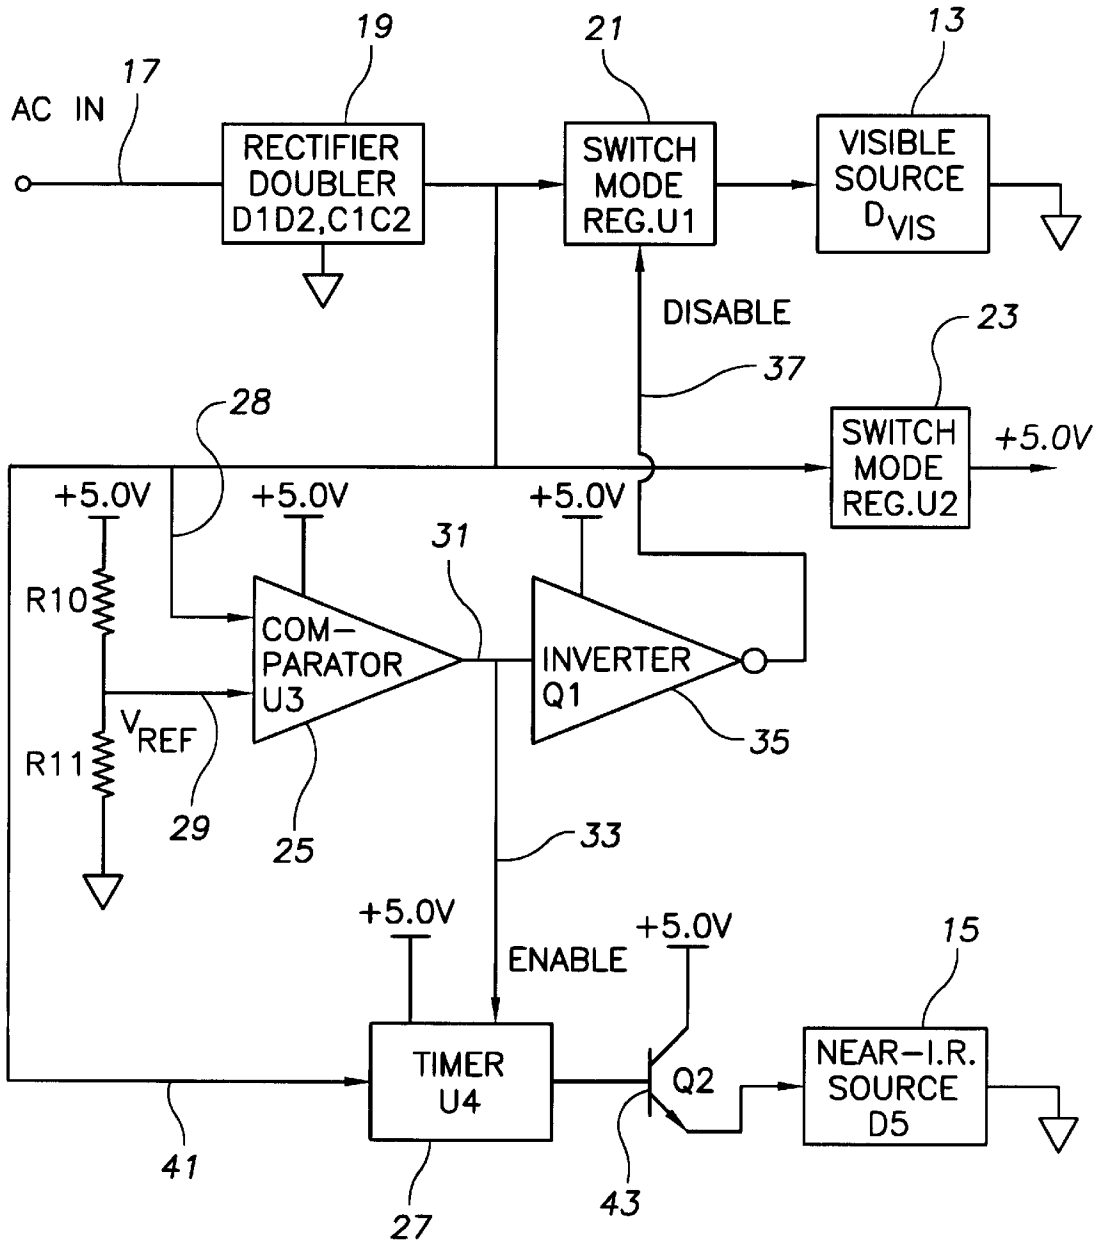 19
21
13
17
AC IN
RECTIFIER
DOUBLER
D1D2,C1C2
SWITCH
MODE
REG.U1
VISIBLE
SOURCE
DVIS
DISABLE
23
37
28
SWITCH
MODE
REG.U2
+5.0V
+5.0V
+5.0V
+5.0V
31
R10
COM-
PARATOR
U3
INVERTER
Q1
VREF
R11
35
29
25
33
+5.0V
+5.0V
ENABLE
15
TIMER
U4
Q2
NEAR-I.R.
SOURCE
D5
41
43
27